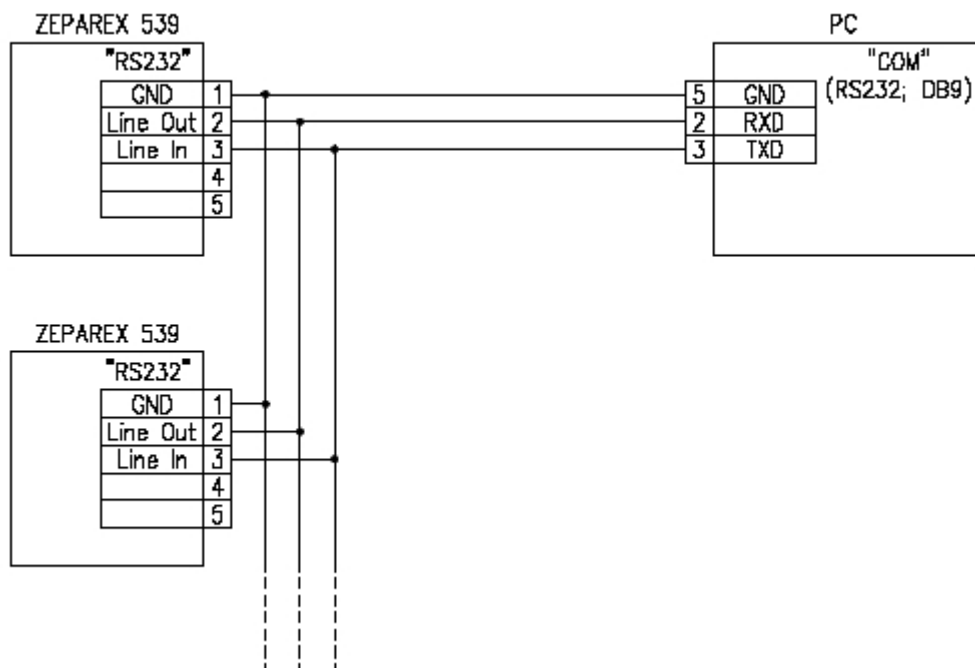 ZEPAREX 539
"RS232"
GND 1
Line Out 2
Line In 3
4
5
PC
"COM"
(RS232; DB9)
5 GND
2 RXD
3 TXD
ZEPAREX 539
"RS232"
GND 1
Line Out 2
Line In 3
4
5